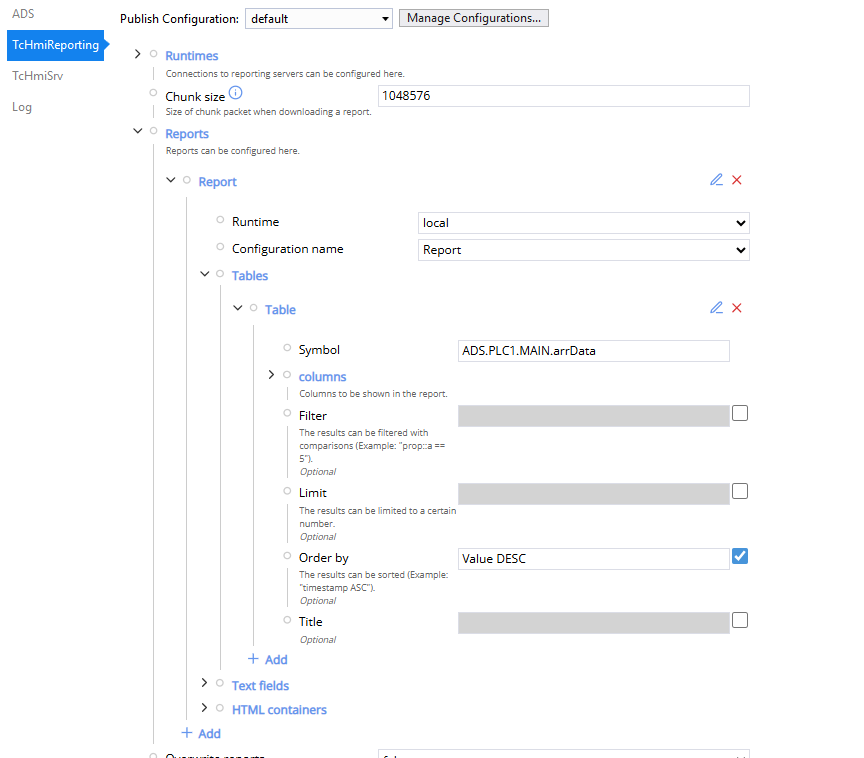 ADS
TcHmiReporting
TcHmiSrv
Log
Publish Configuration: default Manage Configurations...
Runtimes
Connections to reporting servers can be configured here.
Chunk size 1048576
Size of chunk packet when downloading a report.
Reports
Reports can be configured here.
Report
Runtime local
Configuration name Report
Tables
Table
Symbol ADS.PLC1.MAIN.arrData
columns
Columns to be shown in the report.
Filter
The results can be filtered with
comparisons (Example: "prop::a ==
5").
Optional
Limit
The results can be limited to a certain
number.
Optional
Order by Value DESC
The results can be sorted (Example:
"timestamp ASC").
Optional
Title
Optional
+ Add
Text fields
HTML containers
+ Add
Overwrite reports